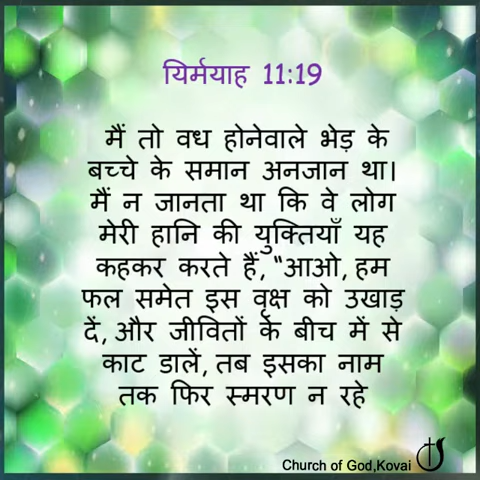 यिर्मयाह 11:19
मैं तो वध होनेवाले भेड़ के
बच्चे के समान अनजान था।
मैं न जानता था कि वे लोग
मेरी हानि की युक्तियाँ यह
कहकर करते हैं, "आओ, हम
फल समेत इस वृक्ष को उखाड़
दें, और जीवितों के बीच में से
काट डालें, तब इसका नाम
तक फिर स्मरण न रहे
Church of God,Kovai